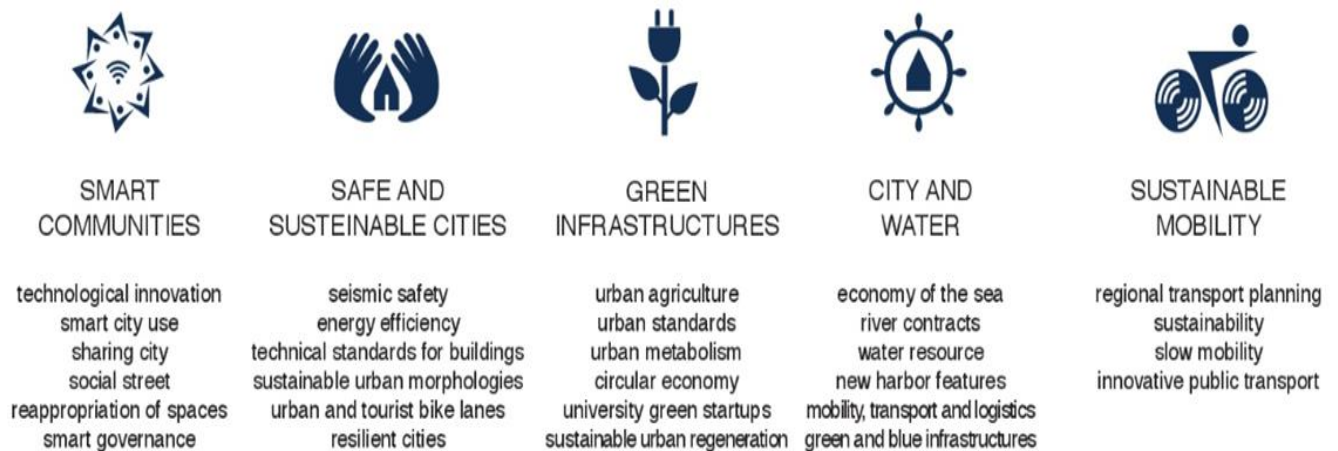 SMART
COMMUNITIES
technological innovation
smart city use
sharing city
social street
reappropriation of spaces
smart governance
SAFE AND
SUSTEINABLE CITIES
seismic safety
energy efficiency
technical standards for buildings
sustainable urban morphologies
urban and tourist bike lanes
resilient cities
GREEN
INFRASTRUCTURES
urban agriculture
urban standards
urban metabolism
circular economy
university green startups
sustainable urban regeneration
CITY AND
WATER
economy of the sea
river contracts
water resource
new harbor features
mobility, transport and logistics
green and blue infrastructures
SUSTAINABLE
MOBILITY
regional transport planning
sustainability
slow mobility
innovative public transport